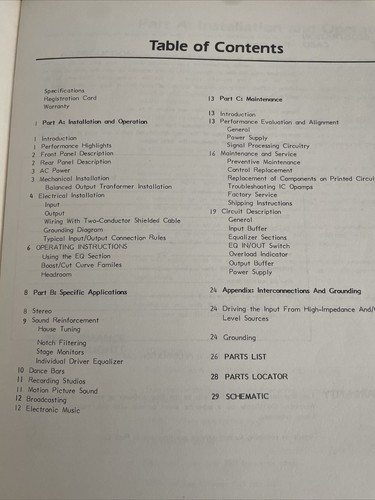 Table of Contents
Specifications
Registration Card
Warranty
1 Part A: Installation and Operation
1 Introduction
1 Performance Highlights
2 Front Panel Description
2 Rear Panel Description
3 AC Power
3 Mechanical Installation
Balanced Output Tranformer Installation
4 Electrical Installation
Input
Output
Wiring With Two-Conductor Shielded Cable
Grounding Diagram
Typical Input/Output Connection Rules
6 OPERATING INSTRUCTIONS
Using the EQ Section
Boost/Cut Curve Familes
Headroom
8 Part B: Specific Applications
8 Stereo
9 Sound Reinforcement
House Tuning
Notch Filtering
Stage Monitors
Individual Driver Equalizer
10 Dance Bars
11 Recording Studios
11 Motion Picture Sound
12 Broadcasting
12 Electronic Music
13 Part C: Maintenance
13 Introduction
13 Performance Evaluation and Alignment
General
Power Supply
Signal Processing Circuitry
16 Maintenance and Service
Preventive Maintenance
Control Replacement
Replacement of Components on Printed Circui
Troubleshooting IC Opamps
Factory Service
Shipping Instructions
19 Circuit Description
General
Input Buffer
Equalizer Sections
EQ IN/OUT Switch
Overload Indicator
Output Buffer
Power Supply
24 Appendix: Interconnections And Grounding
24 Driving the Input From High-Impedance And/
Level Sources
24 Grounding
26 PARTS LIST
28 PARTS LOCATOR
29 SCHEMATIC